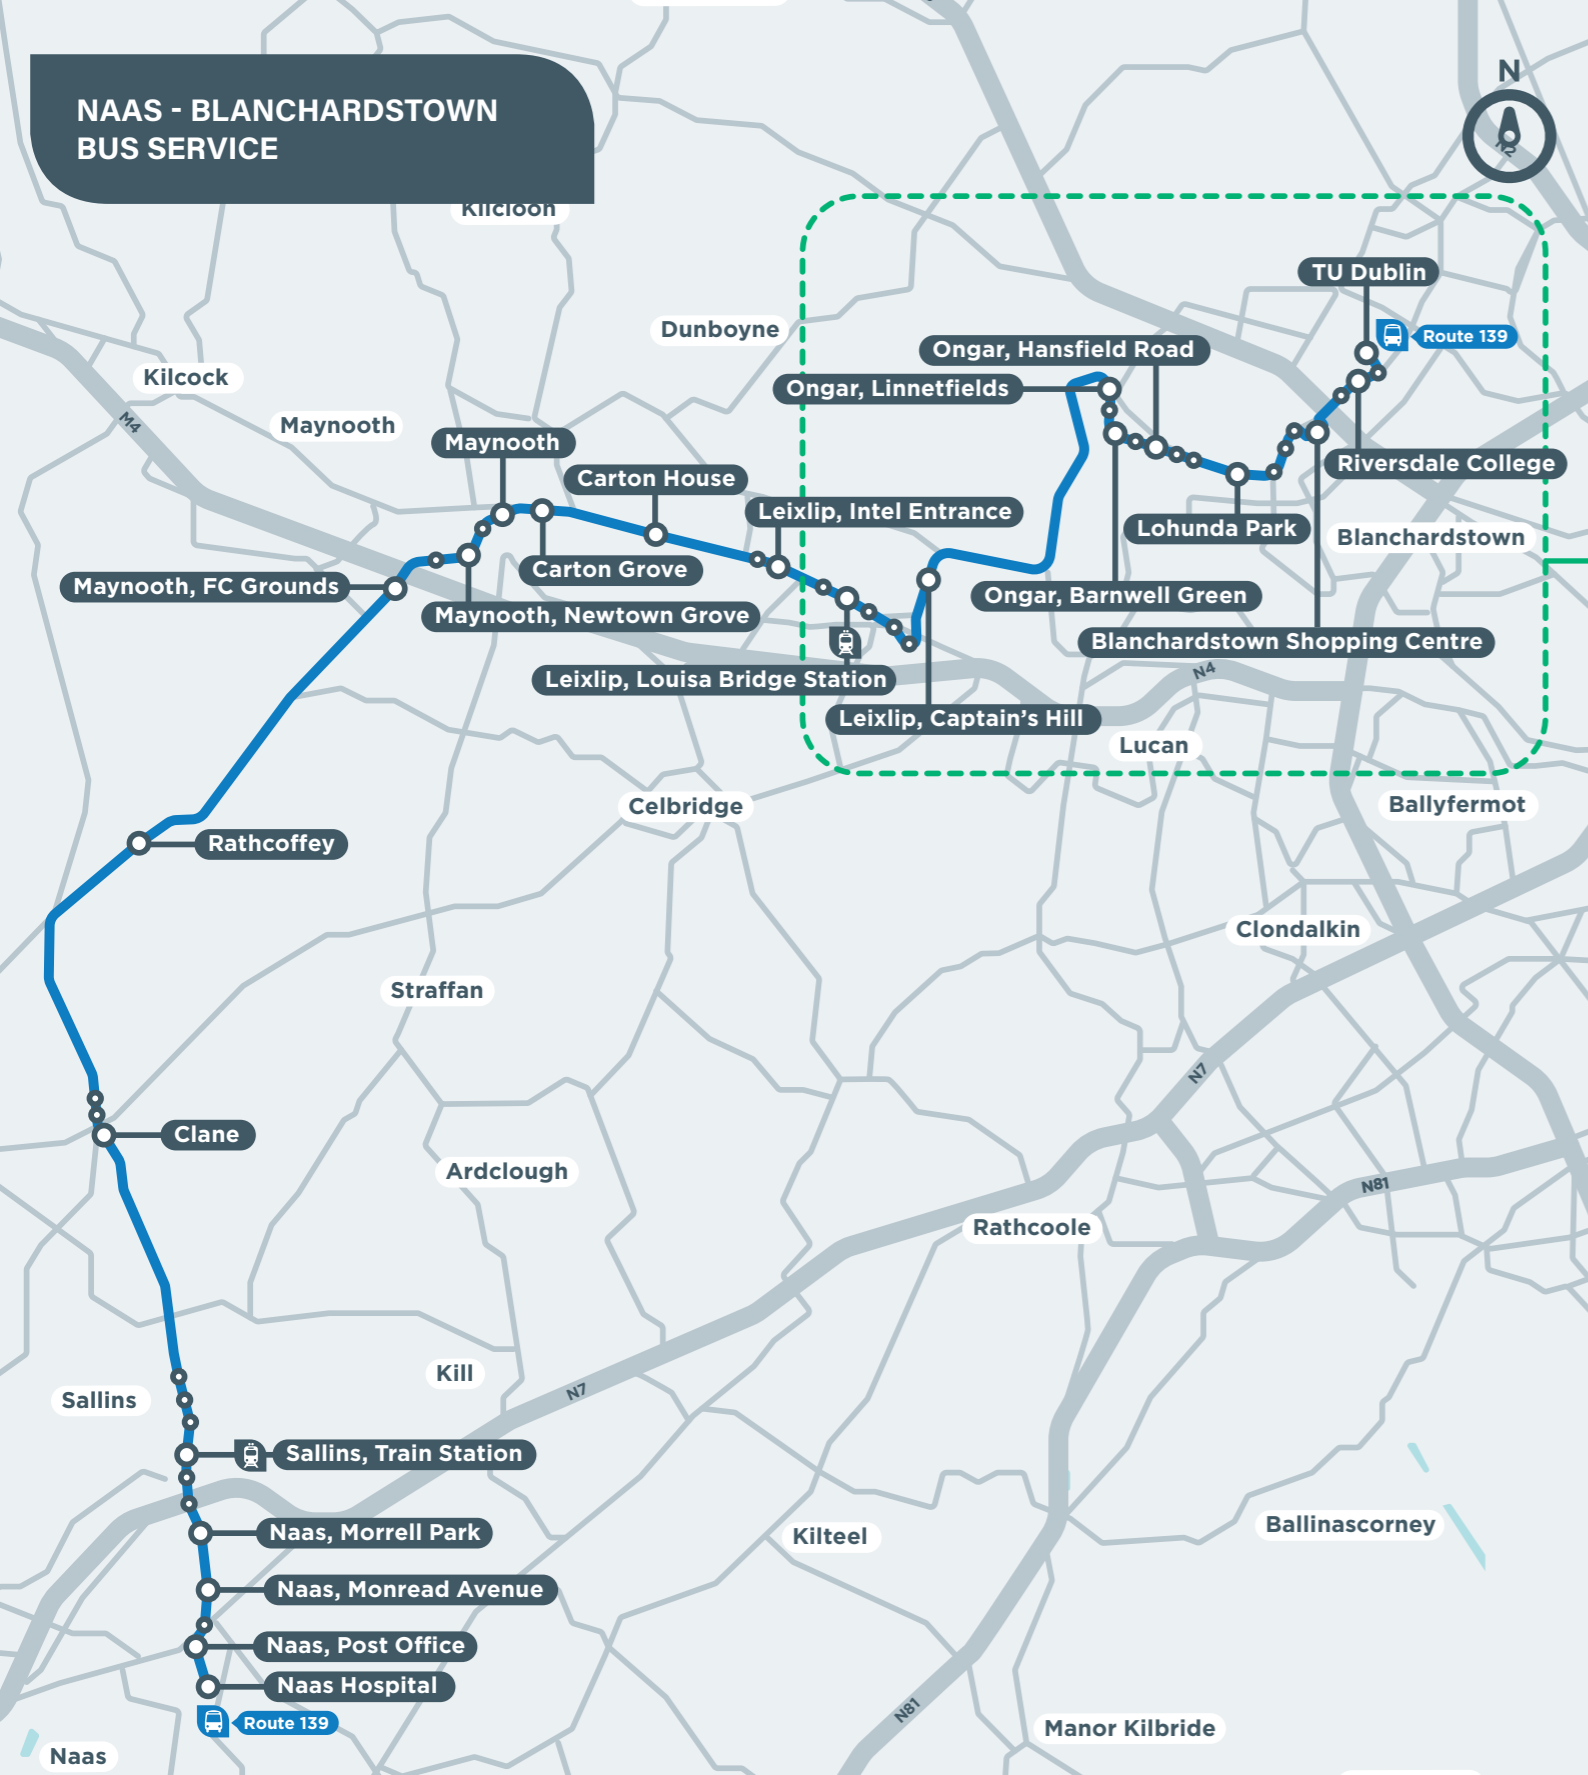 NAAS - BLANCHARDSTOWN
BUS SERVICE
N
N2
Kilcloon
TU Dublin
Dunboyne
Route 139
Ongar, Hansfield Road
Kilcock
Ongar, Linnetfields
M4
Maynooth
Maynooth
Riversdale College
Carton House
Leixlip, Intel Entrance
Lohunda Park
Blanchardstown
Carton Grove
Maynooth, FC Grounds
Ongar, Barnwell Green
Maynooth, Newtown Grove
Blanchardstown Shopping Centre
N4
Leixlip, Louisa Bridge Station
Leixlip, Captain's Hill
Lucan
Celbridge
Ballyfermot
Rathcoffey
Clondalkin
Straffan
N7
Clane
Ardclough
N81
Rathcoole
Kill
N7
Sallins
Sallins, Train Station
Naas, Morrell Park
Kilteel
Ballinascorney
Naas, Monread Avenue
Naas, Post Office
Naas Hospital
N81
Route 139
Manor Kilbride
Naas